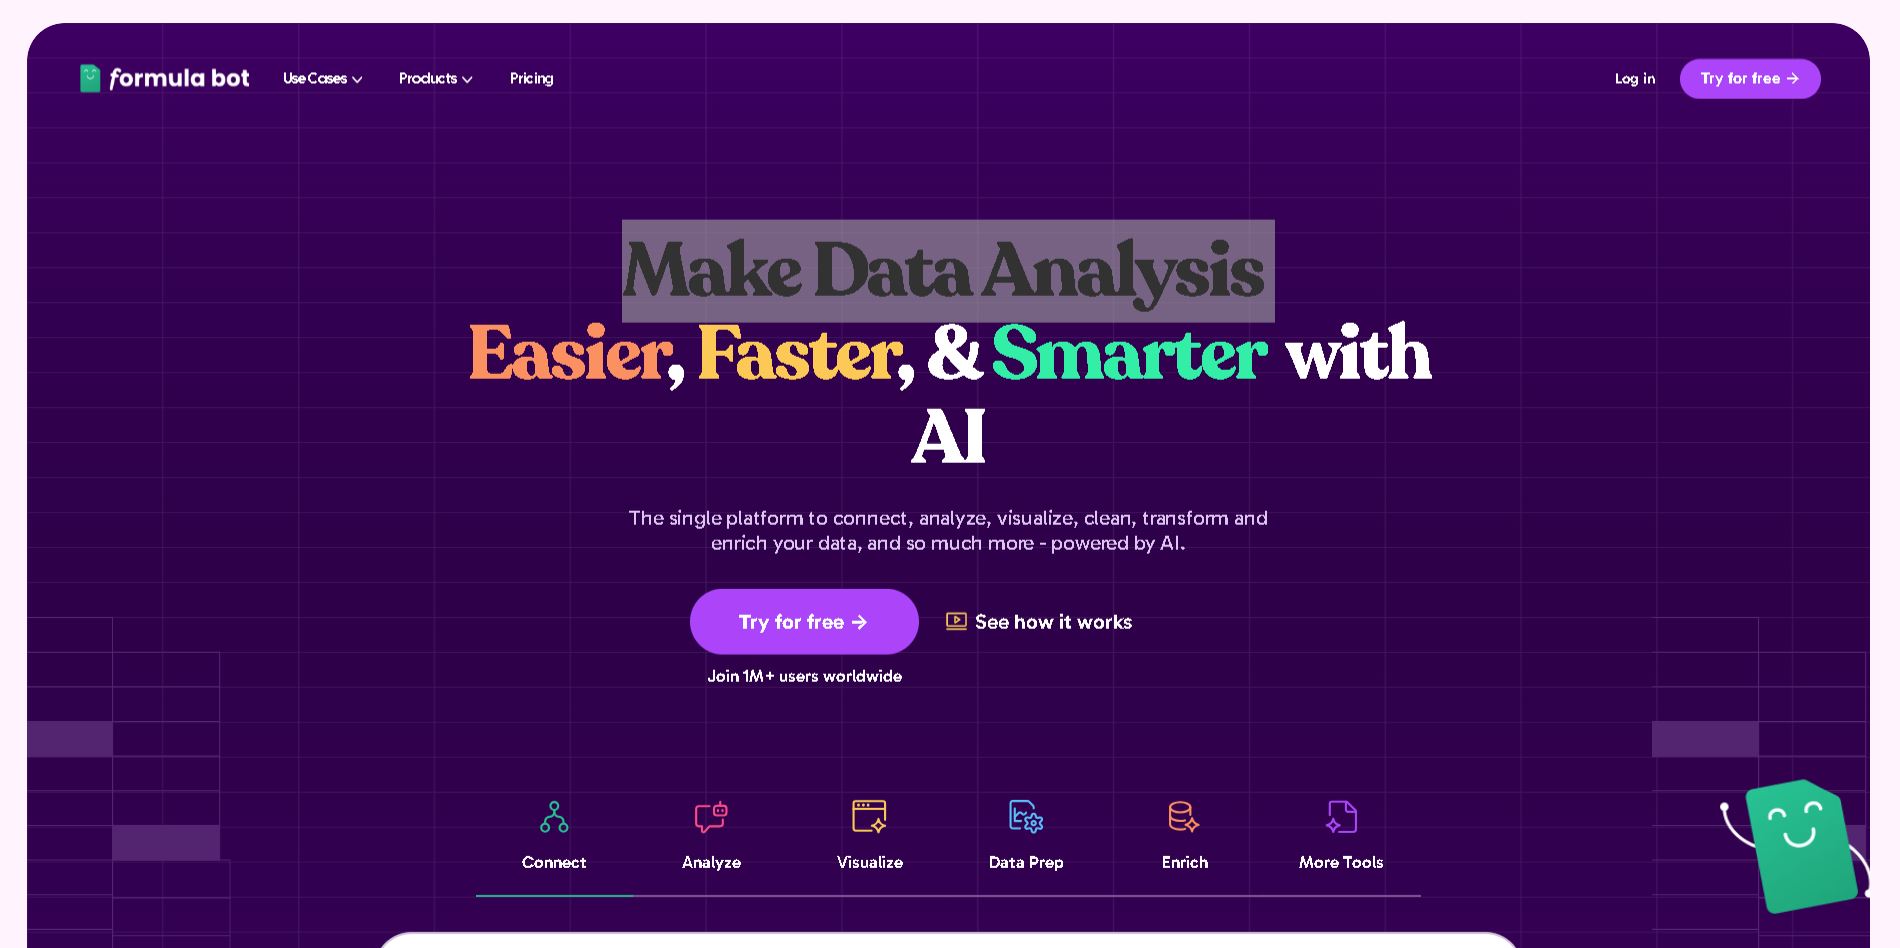 formula bot
Use Cases
Products
Pricing
Log in
Try for free →
Make Data Analysis
Easier, Faster, & Smarter with
AI
The single platform to connect, analyze, visualize, clean, transform and
enrich your data, and so much more - powered by AI.
Try for free →
See how it works
Join 1M+ users worldwide
Connect
Analyze
Visualize
Data Prep
Enrich
More Tools